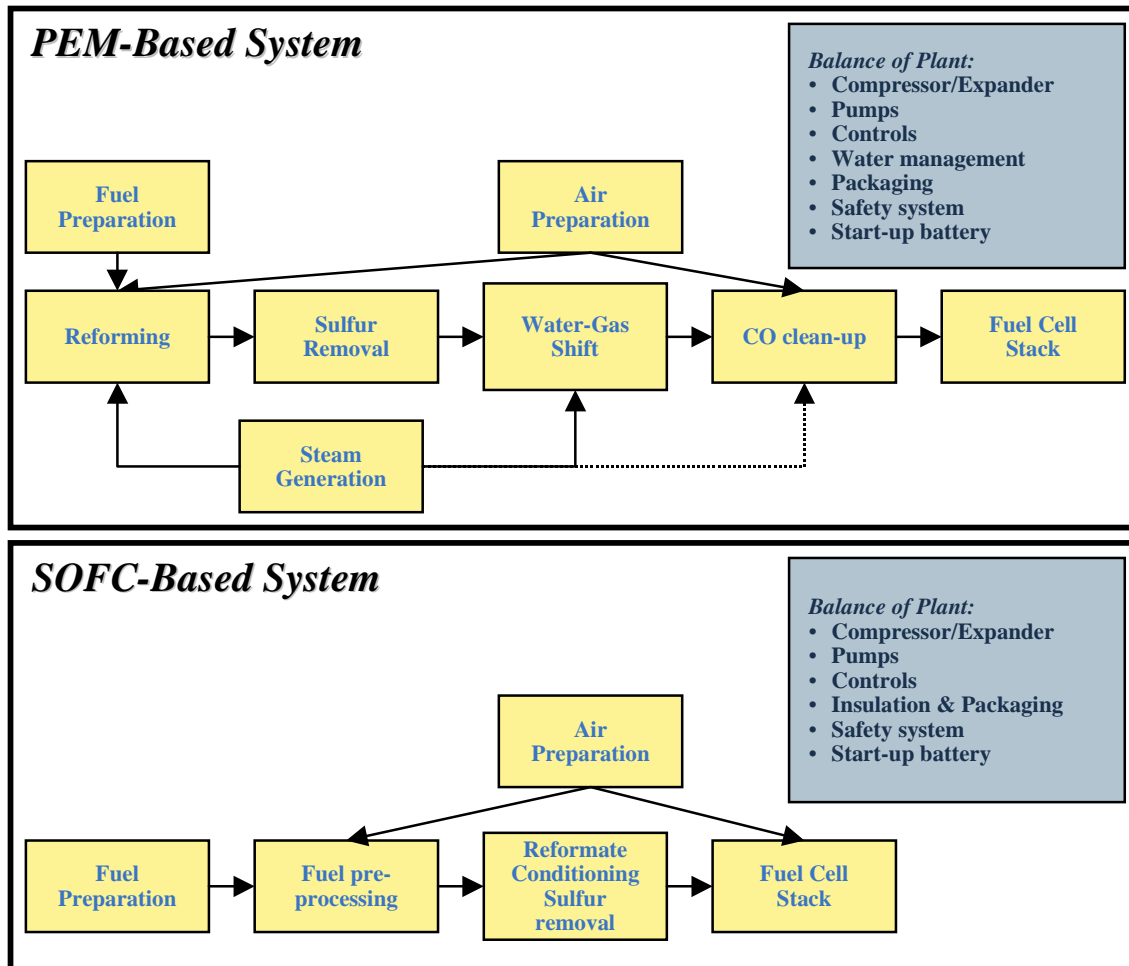 PEM-Based System
Balance of Plant:
• Compressor/Expander
• Pumps
• Controls
• Water management
• Packaging
• Safety system
• Start-up battery
Fuel
Preparation
Air
Preparation
Reforming
Sulfur
Removal
Water-Gas
Shift
CO clean-up
Fuel Cell
Stack
Steam
Generation
SOFC-Based System
Balance of Plant:
• Compressor/Expander
• Pumps
• Controls
• Insulation & Packaging
• Safety system
• Start-up battery
Air
Preparation
Fuel
Preparation
Fuel pre-
processing
Reformate
Conditioning
Sulfur
removal
Fuel Cell
Stack